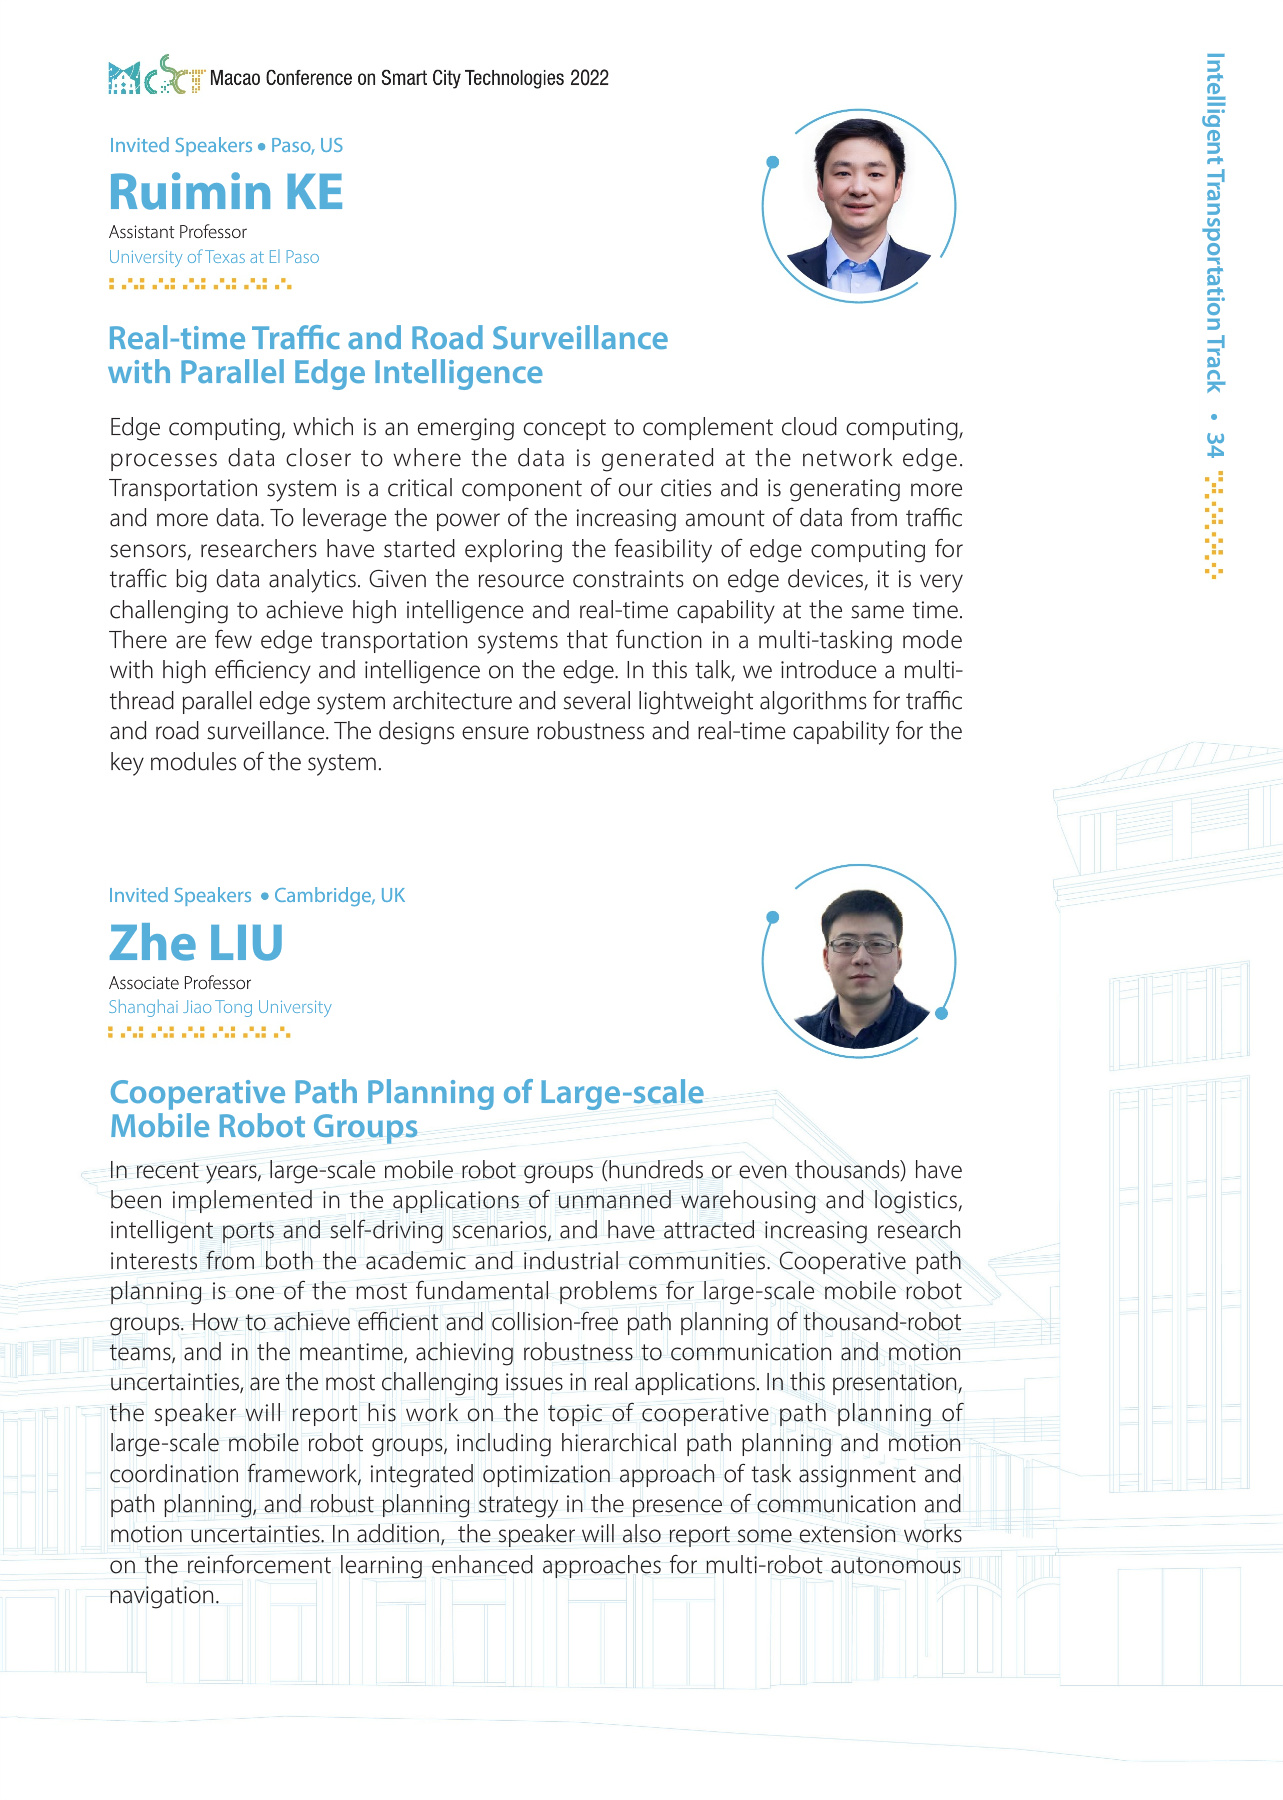 MCSCT Macao Conference on Smart City Technologies 2022
Invited Speakers • Paso, US
Ruimin KE
Assistant Professor
University of Texas at El Paso
Real-time Traffic and Road Surveillance
with Parallel Edge Intelligence
Edge computing, which is an emerging concept to complement cloud computing,
processes data closer to where the data is generated at the network edge.
Transportation system is a critical component of our cities and is generating more
and more data. To leverage the power of the increasing amount of data from traffic
sensors, researchers have started exploring the feasibility of edge computing for
traffic big data analytics. Given the resource constraints on edge devices, it is very
challenging to achieve high intelligence and real-time capability at the same time.
There are few edge transportation systems that function in a multi-tasking mode
with high efficiency and intelligence on the edge. In this talk, we introduce a multi-
thread parallel edge system architecture and several lightweight algorithms for traffic
and road surveillance. The designs ensure robustness and real-time capability for the
key modules of the system.
Invited Speakers • Cambridge, UK
Zhe LIU
Associate Professor
Shanghai Jiao Tong University
Cooperative Path Planning of Large-scale
Mobile Robot Groups
In recent years, large-scale mobile robot groups (hundreds or even thousands) have
been implemented in the applications of unmanned warehousing and logistics,
intelligent ports and self-driving scenarios, and have attracted increasing research
interests from both the academic and industrial communities. Cooperative path
planning is one of the most fundamental problems for large-scale mobile robot
groups. How to achieve efficient and collision-free path planning of thousand-robot
teams, and in the meantime, achieving robustness to communication and motion
uncertainties, are the most challenging issues in real applications. In this presentation,
the speaker will report his work on the topic of cooperative path planning of
large-scale mobile robot groups, including hierarchical path planning and motion
coordination framework, integrated optimization approach of task assignment and
path planning, and robust planning strategy in the presence of communication and
motion uncertainties. In addition, the speaker will also report some extension works
on the reinforcement learning enhanced approaches for multi-robot autonomous
navigation.
Intelligent Transportation Track • 34